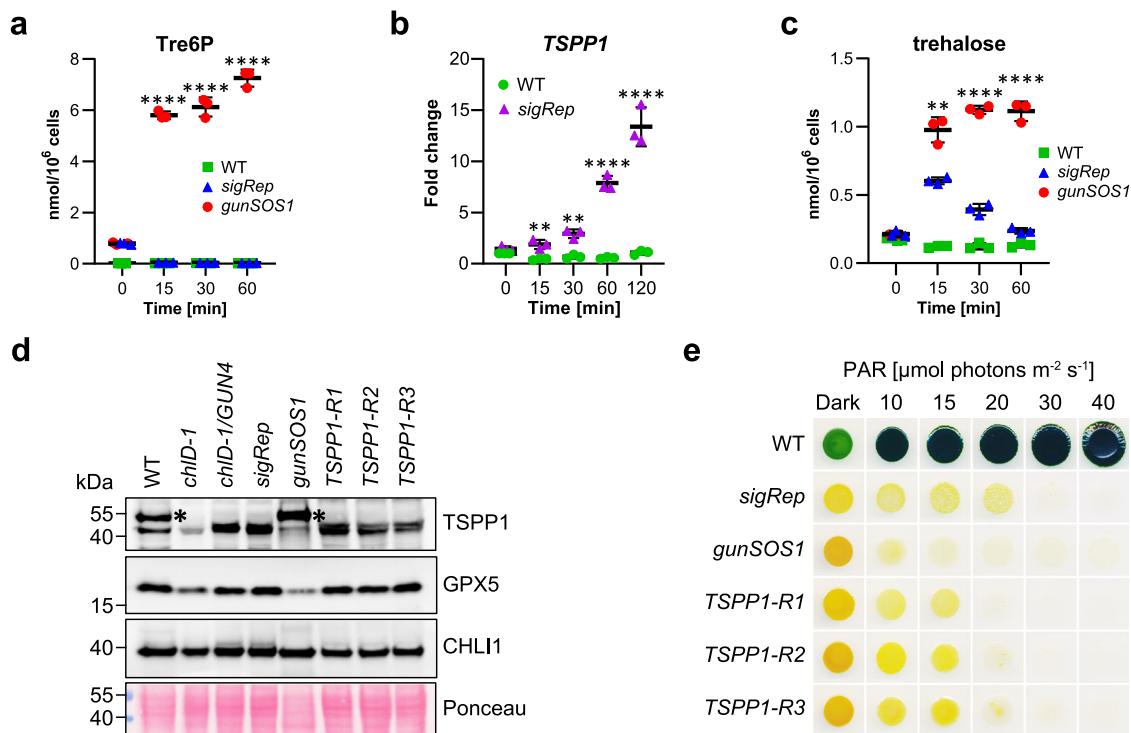 a
Tre6P
nmol/10⁶ cells
8
6
4
2
0
****
****
****
WT
sigRep
gunSOS1
0 15 30 60
Time [min]
b
TSPP1
Fold change
20
15
10
5
0
**
**
****
****
WT
sigRep
0 15 30 60 120
Time [min]
c
trehalose
nmol/10⁶ cells
1.5
1.0
0.5
0.0
**
****
****
WT
sigRep
gunSOS1
0 15 30 60
Time [min]
d
WT chlD-1 chlD-1/GUN4 sigRep gunSOS1 TSPP1-R1 TSPP1-R2 TSPP1-R3
kDa
55
40
* *
TSPP1
15
GPX5
40
CHLI1
55
40
Ponceau
e
PAR [µmol photons m⁻² s⁻¹]
Dark 10 15 20 30 40
WT
sigRep
gunSOS1
TSPP1-R1
TSPP1-R2
TSPP1-R3